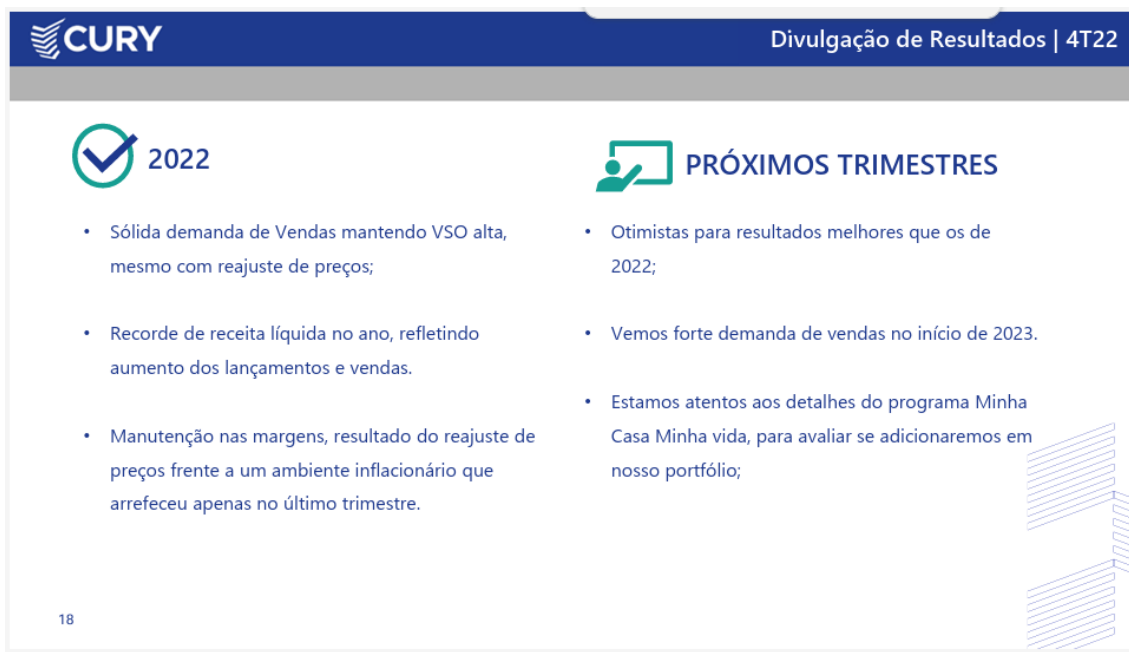 CURY
Divulgação de Resultados | 4T22
2022
• Sólida demanda de Vendas mantendo VSO alta,
mesmo com reajuste de preços;
• Recorde de receita líquida no ano, refletindo
aumento dos lançamentos e vendas.
• Manutenção nas margens, resultado do reajuste de
preços frente a um ambiente inflacionário que
arrefeceu apenas no último trimestre.
PRÓXIMOS TRIMESTRES
• Otimistas para resultados melhores que os de
2022;
• Vemos forte demanda de vendas no início de 2023.
• Estamos atentos aos detalhes do programa Minha
Casa Minha vida, para avaliar se adicionaremos em
nosso portfólio;
18